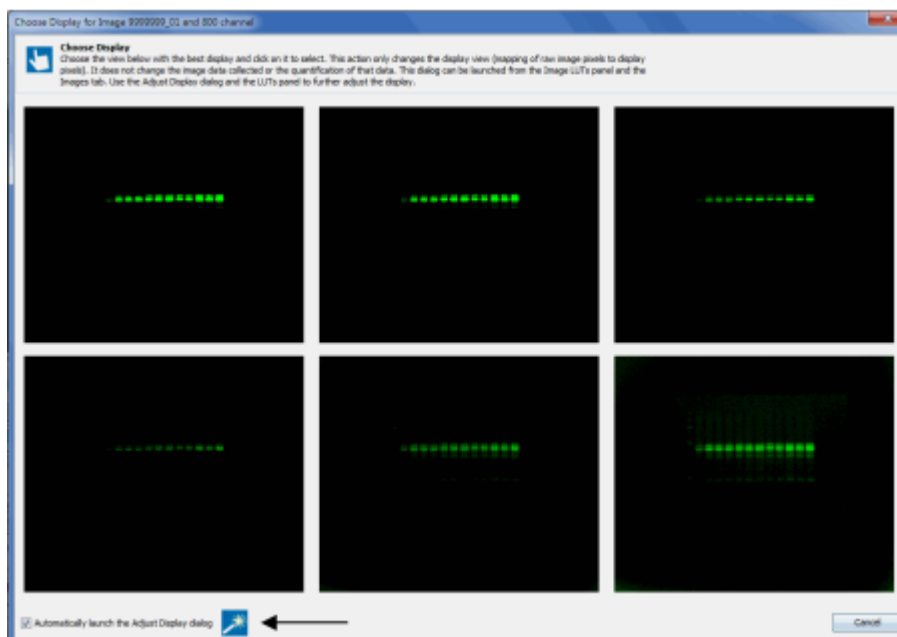 Choose Display for Image 9999999_01 and 800 channel
Choose Display
Choose the view below with the best display and click on it to select. This action only changes the display view (mapping of raw image pixels to display
pixels). It does not change the image data collected or the quantification of that data. This dialog can be launched from the Image LUTs panel and the
Images tab. Use the Adjust Display dialog and the LUTs panel to further adjust the display.
Automatically launch the Adjust Display dialog
Cancel